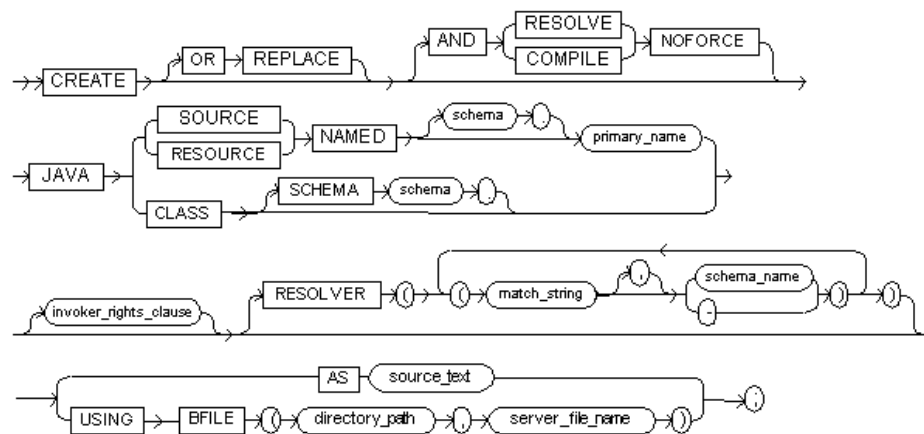 OR REPLACE
AND RESOLVE COMPILE NOFORCE
CREATE
JAVA
SOURCE RESOURCE NAMED schema . primary_name
CLASS SCHEMA schema .
invoker_rights_clause
RESOLVER ( ( match_string , schema_name - ) )
AS source_text
USING BFILE ( directory_path , server_file_name ) ;